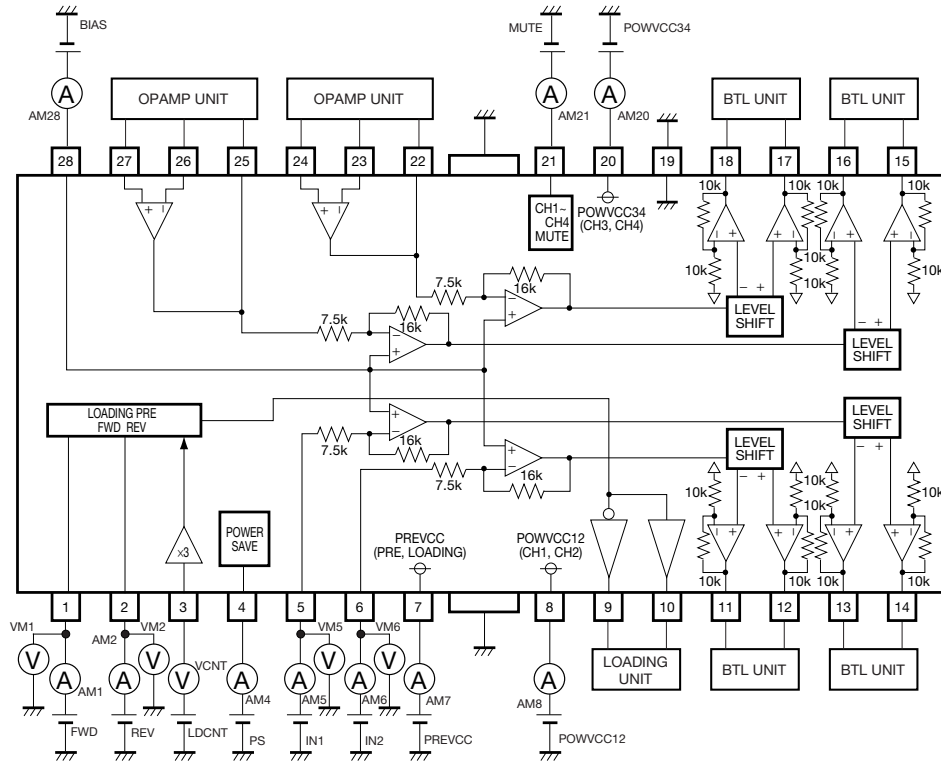 BIAS
MUTE
POWVCC34
A
A
A
AM28
AM21
AM20
OPAMP UNIT
OPAMP UNIT
BTL UNIT
BTL UNIT
28
27
26
25
24
23
22
21
20
19
18
17
16
15
+ −
+ −
CH1~
CH4
MUTE
POWVCC34
(CH3, CH4)
10k
10k
10k
10k
− +
− +
− +
− +
10k
10k
10k
10k
− +
− +
LEVEL
SHIFT
LEVEL
SHIFT
7.5k
16k
−
+
7.5k
16k
−
+
LOADING PRE
FWD REV
+
−
7.5k
16k
+
−
7.5k
16k
LEVEL
SHIFT
LEVEL
SHIFT
− +
− +
10k
10k
10k
10k
− +
− +
− +
− +
10k
10k
10k
10k
×3
POWER
SAVE
PREVCC
(PRE, LOADING)
POWVCC12
(CH1, CH2)
1
2
3
4
5
6
7
8
9
10
11
12
13
14
VM1
V
A
AM1
FWD
AM2
VM2
A
V
REV
VCNT
V
LDCNT
A
AM4
PS
VM5
A
V
AM5
IN1
VM6
A
V
AM6
IN2
A
AM7
PREVCC
A
AM8
POWVCC12
LOADING
UNIT
BTL UNIT
BTL UNIT